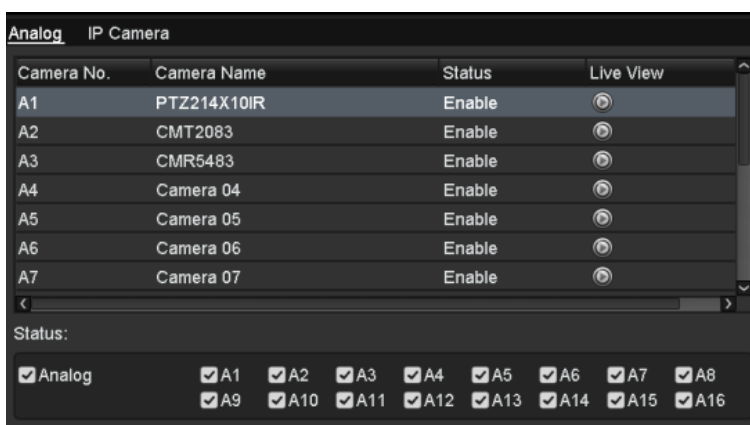 Analog IP Camera
Camera No. Camera Name Status Live View
A1 PTZ214X10IR Enable
A2 CMT2083 Enable
A3 CMR5483 Enable
A4 Camera 04 Enable
A5 Camera 05 Enable
A6 Camera 06 Enable
A7 Camera 07 Enable
Status:
Analog A1 A2 A3 A4 A5 A6 A7 A8
A9 A10 A11 A12 A13 A14 A15 A16